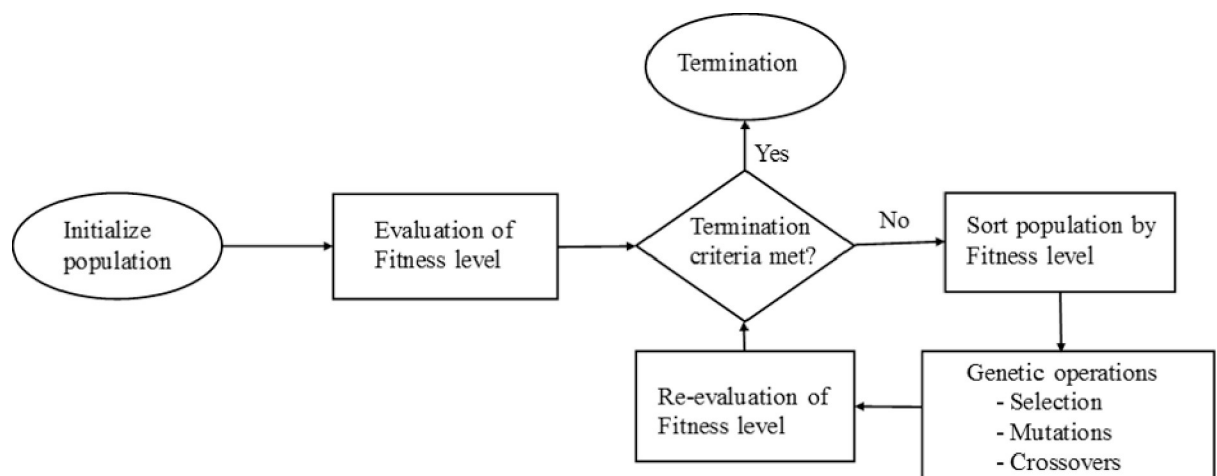 Termination
Yes
Initialize
population
Evaluation of
Fitness level
Termination
criteria met?
No
Sort population by
Fitness level
Re-evaluation of
Fitness level
Genetic operations
- Selection
- Mutations
- Crossovers